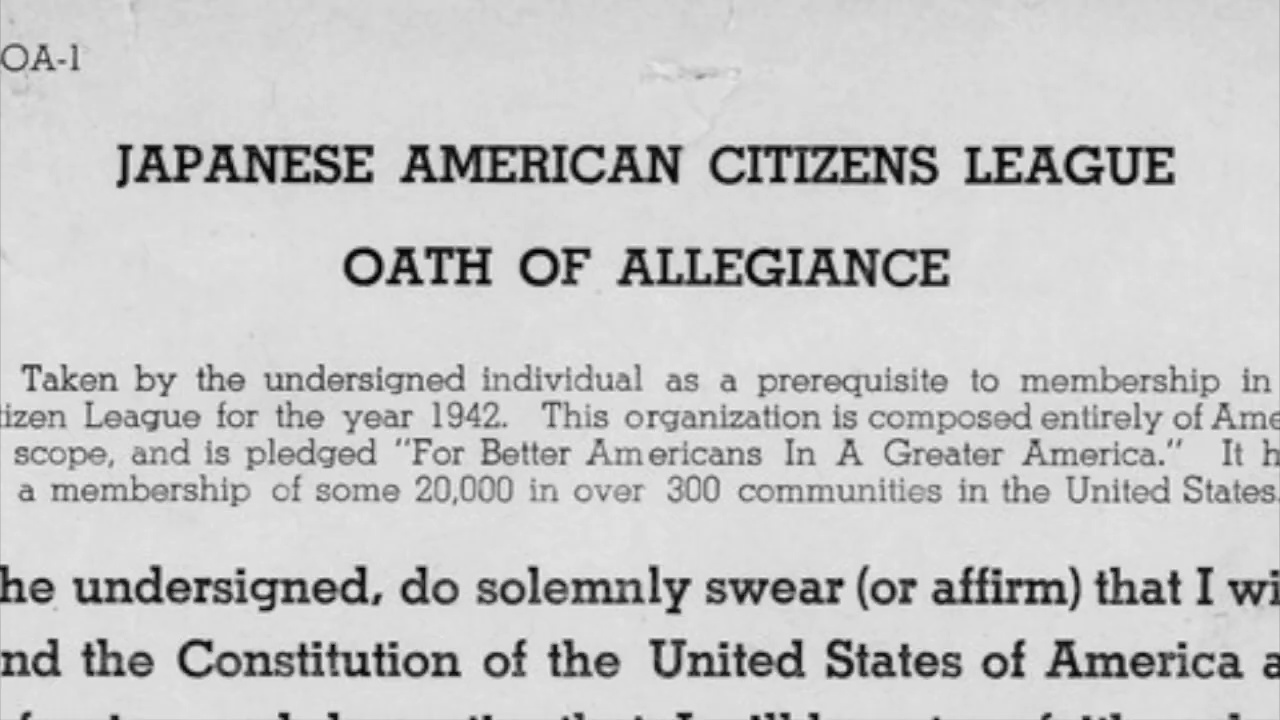 OA-1
JAPANESE AMERICAN CITIZENS LEAGUE
OATH OF ALLEGIANCE
Taken by the undersigned individual as a prerequisite to membership in
tizen League for the year 1942. This organization is composed entirely of Ame
scope, and is pledged "For Better Americans In A Greater America." It h
a membership of some 20,000 in over 300 communities in the United States.
he undersigned, do solemnly swear (or affirm) that I wi
nd the Constitution of the United States of America a